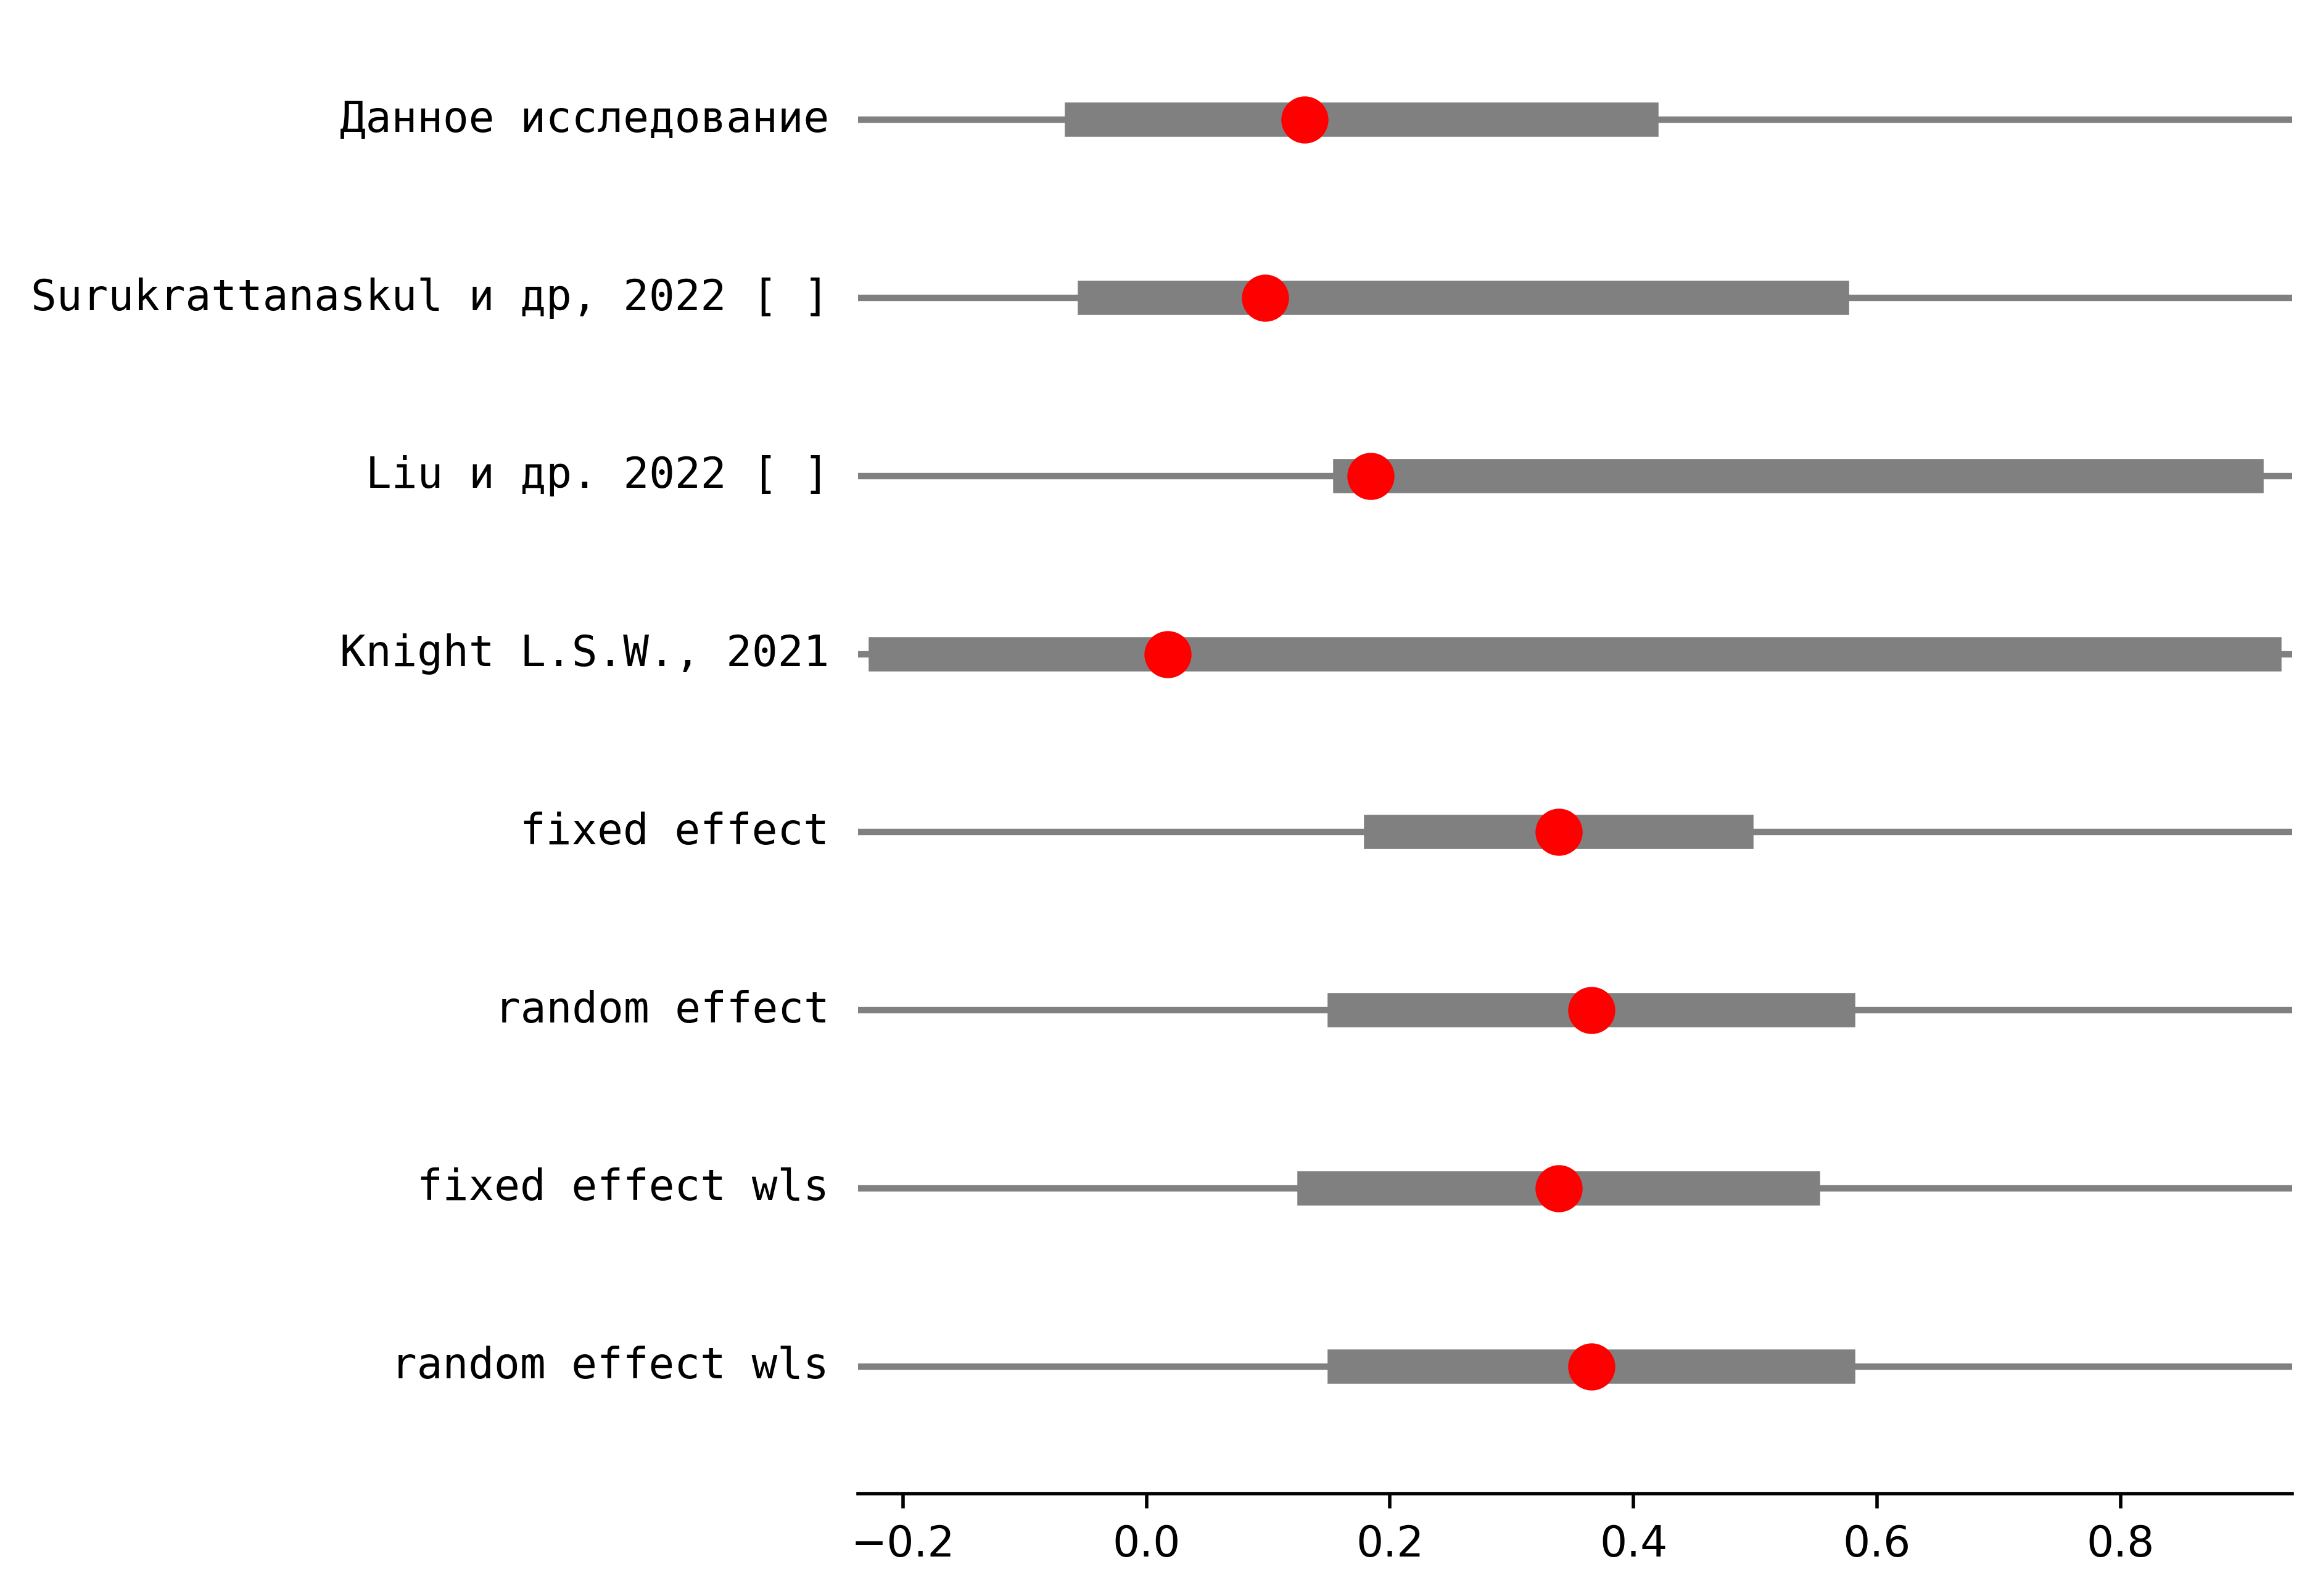 Данное исследование
Surukrattanaskul и др, 2022 [ ]
Liu и др. 2022 [ ]
Knight L.S.W., 2021
fixed effect
random effect
fixed effect wls
random effect wls
−0.2 0.0 0.2 0.4 0.6 0.8